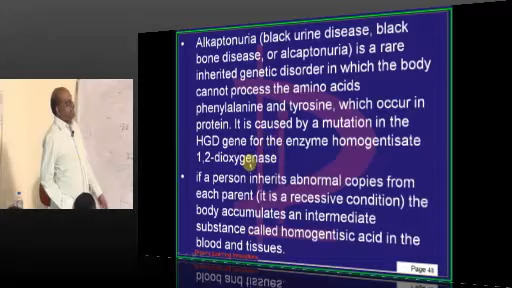 • Alkaptonuria (black urine disease, black
bone disease, or alcaptonuria) is a rare
inherited genetic disorder in which the body
cannot process the amino acids
phenylalanine and tyrosine, which occur in
protein. It is caused by a mutation in the
HGD gene for the enzyme homogentisate
1,2-dioxygenase
• if a person inherits abnormal copies from
each parent (it is a recessive condition) the
body accumulates an intermediate
substance called homogentisic acid in the
blood and tissues.
Page 48